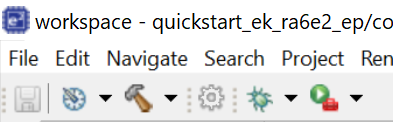 workspace - quickstart_ek_ra6e2_ep/co
File Edit Navigate Search Project Ren